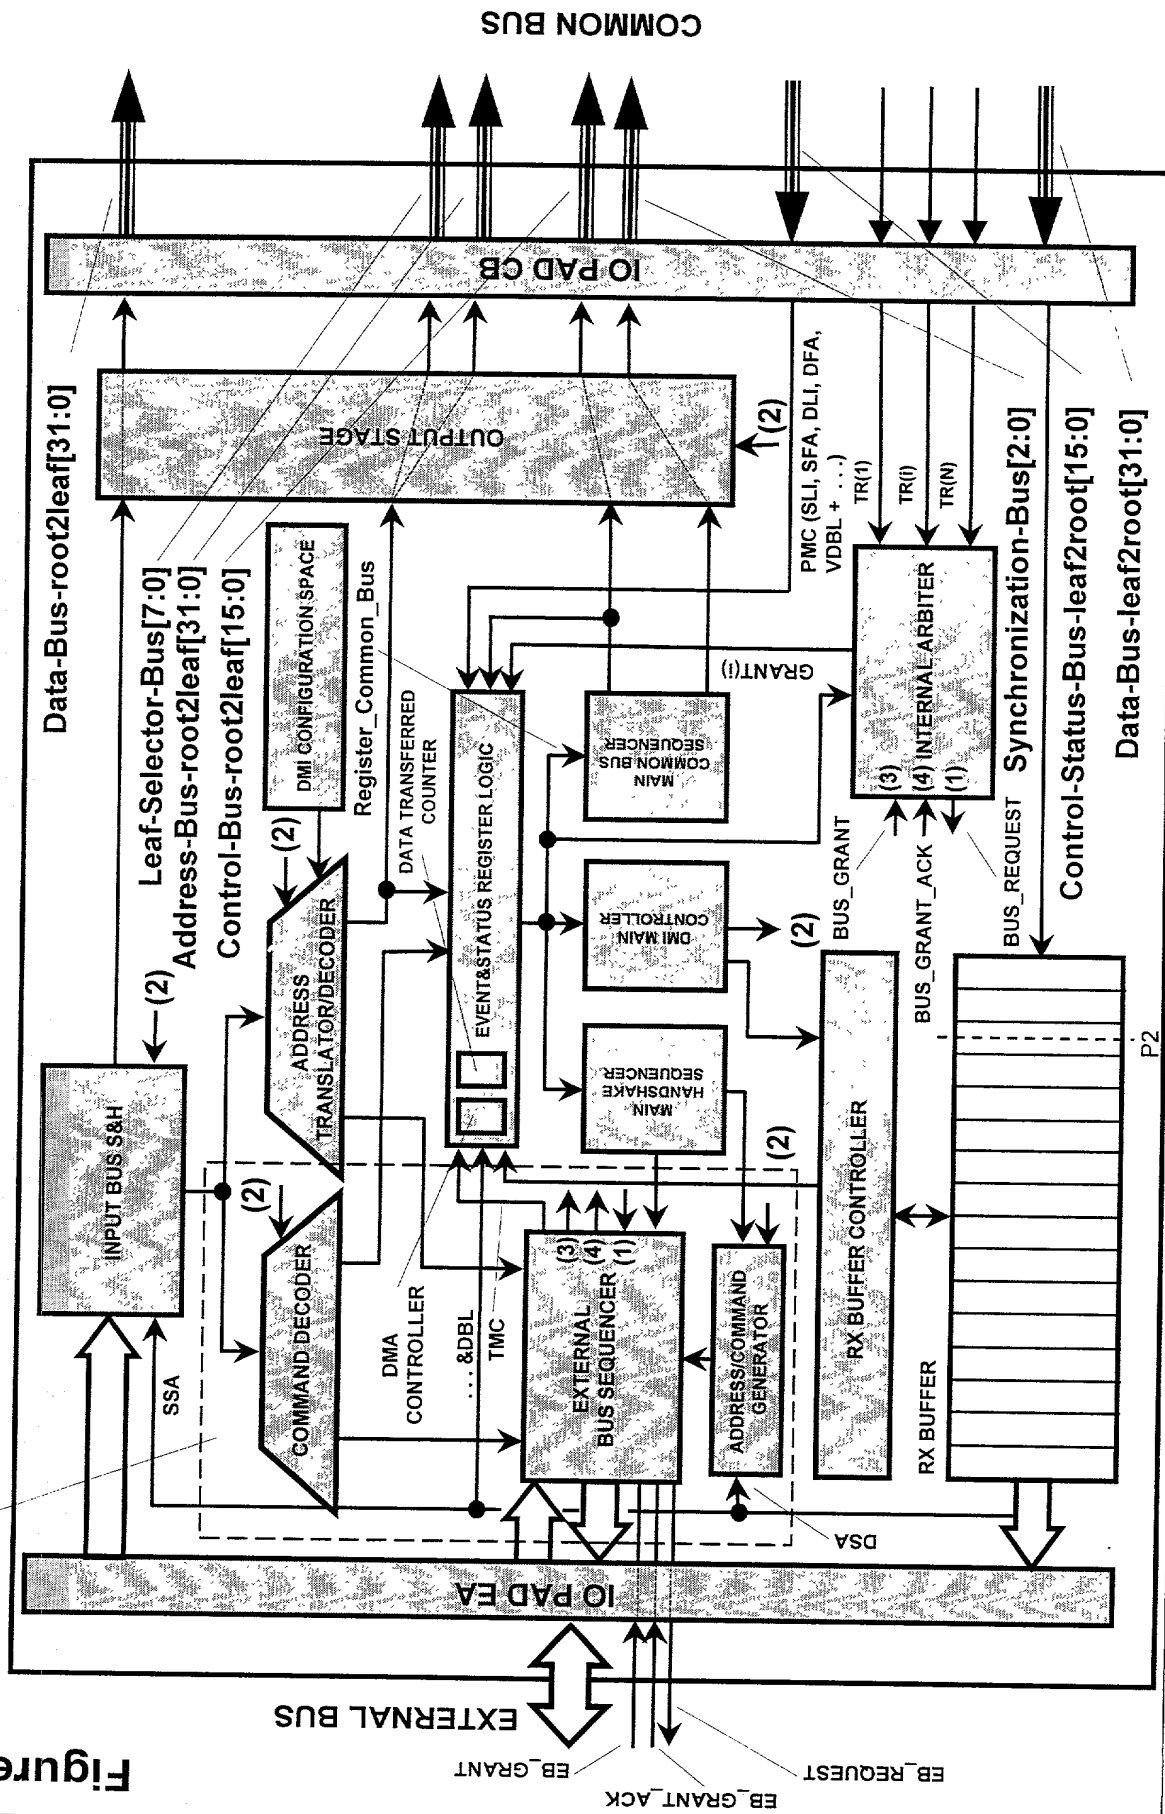 COMMON BUS
IO PAD CB
Data-Bus-root2leaf[31:0]
Leaf-Selector-Bus[7:0]
Address-Bus-root2leaf[31:0]
Control-Bus-root2leaf[15:0]
OUTPUT STAGE
(2)
DMI CONFIGURATION SPACE
Register_Common_Bus
DATA TRANSFERRED
COUNTER
PMC (SLI, SFA, DLI, DFA,
VDBL + ...)
TR(1)
TR(i)
TR(N)
Synchronization-Bus[2:0]
Control-Status-Bus-leaf2root[15:0]
Data-Bus-leaf2root[31:0]
INPUT BUS S&H
(2)
(2)
ADDRESS
TRANSLATOR/DECODER
EVENT&STATUS REGISTER LOGIC
MAIN
COMMON BUS
SEQUENCER
GRANT(i)
(3)
(4) INTERNAL ARBITER
(1)
BUS_GRANT
BUS_GRANT_ACK
BUS_REQUEST
DMI MAIN
CONTROLLER
(2)
MAIN
HANDSHAKE
SEQUENCER
(2)
COMMAND DECODER
(2)
SSA
DMA
CONTROLLER
...&DBL
TMC
(3)
(4)
(1)
EXTERNAL
BUS SEQUENCER
ADDRESS/COMMAND
GENERATOR
RX BUFFER CONTROLLER
RX BUFFER
P2
DSA
IO PAD EA
EXTERNAL BUS
EB_GRANT
EB_GRANT_ACK
EB_REQUEST
Figure